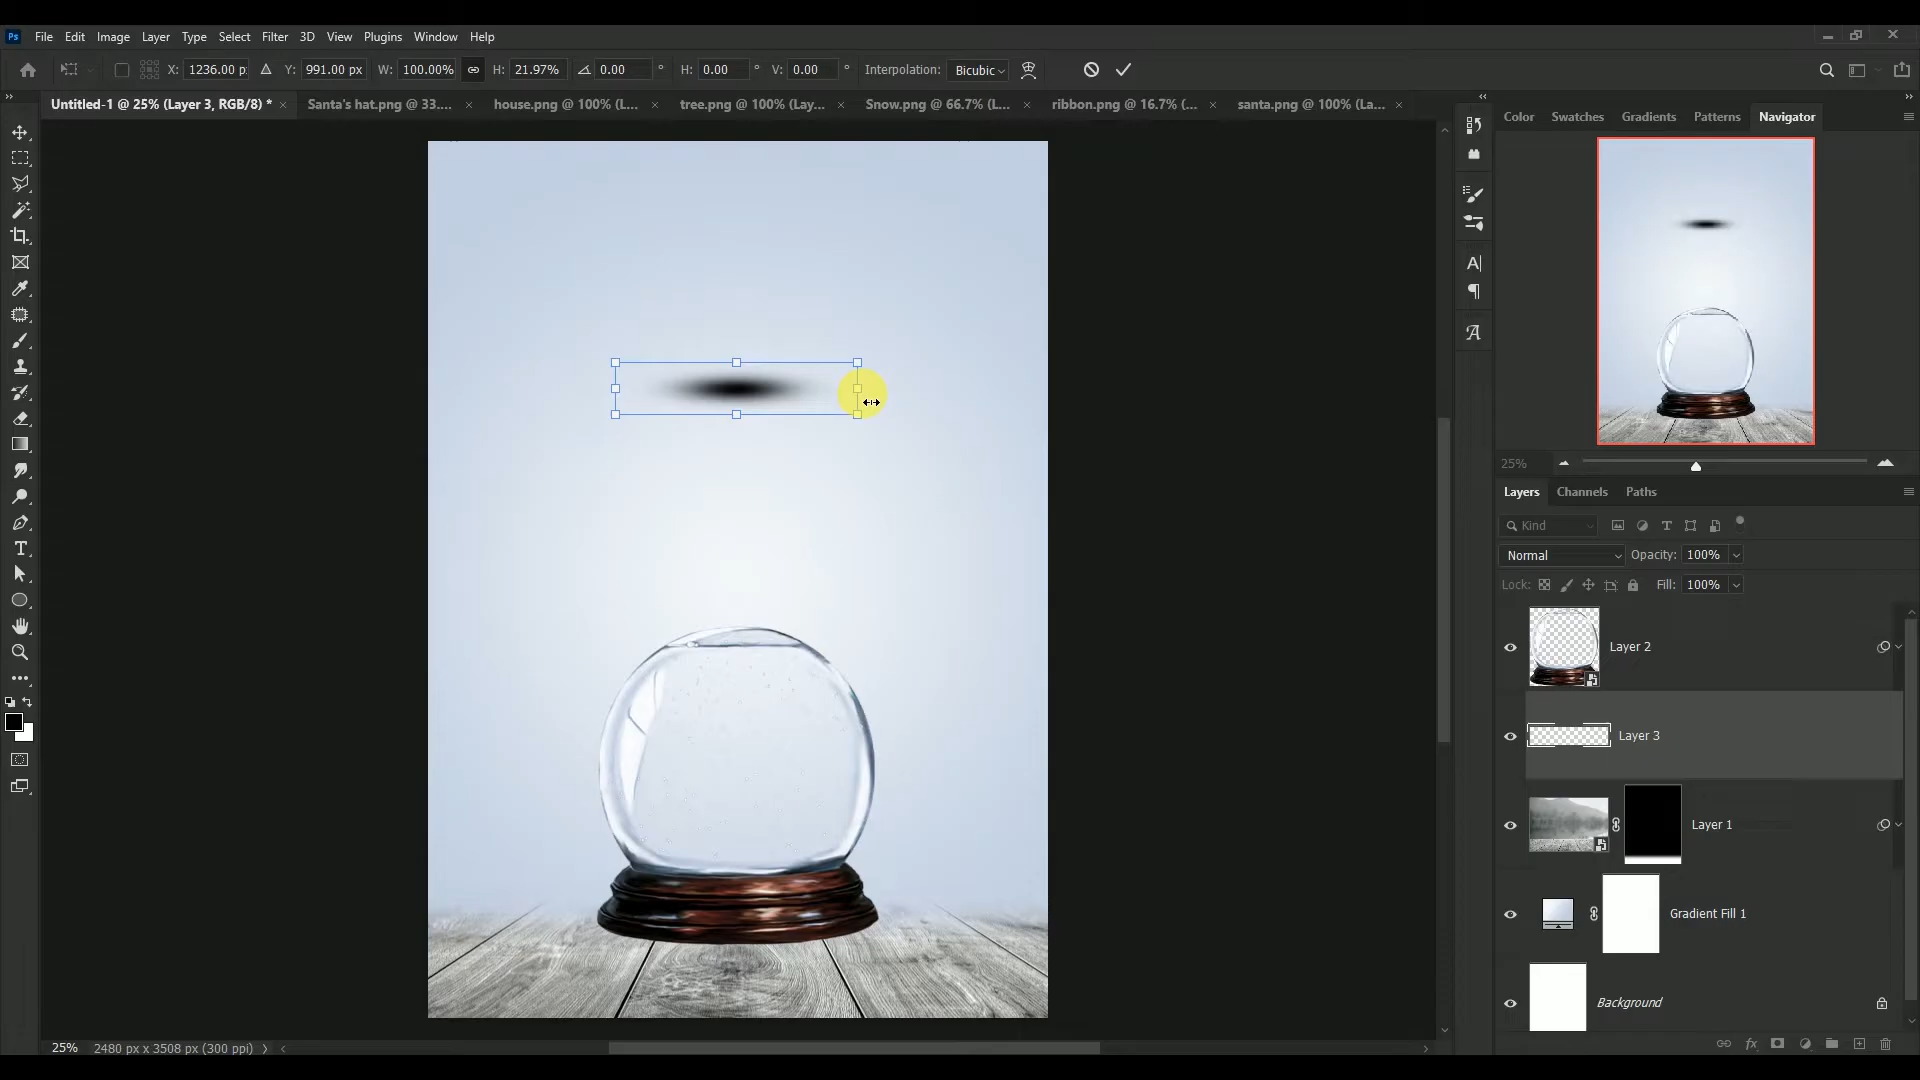 Ps File Edit Image Layer Type Select Filter 3D View Plugins Window Help
X: 1236.00 p Y: 991.00 px W: 100.00% H: 21.97% 0.00 ° H: 0.00 ° V: 0.00 ° Interpolation: Bicubic
Untitled-1 @ 25% (Layer 3, RGB/8) * × Santa's hat.png @ 33.... × house.png @ 100% (L... × tree.png @ 100% (Lay... × Snow.png @ 66.7% (L... × ribbon.png @ 16.7% (... × santa.png @ 100% (La... ×
Color Swatches Gradients Patterns Navigator
25%
Layers Channels Paths
Kind
Normal Opacity: 100%
Lock: Fill: 100%
Layer 2
Layer 3
Layer 1
Gradient Fill 1
Background
fx
25% 2480 px x 3508 px (300 ppi)